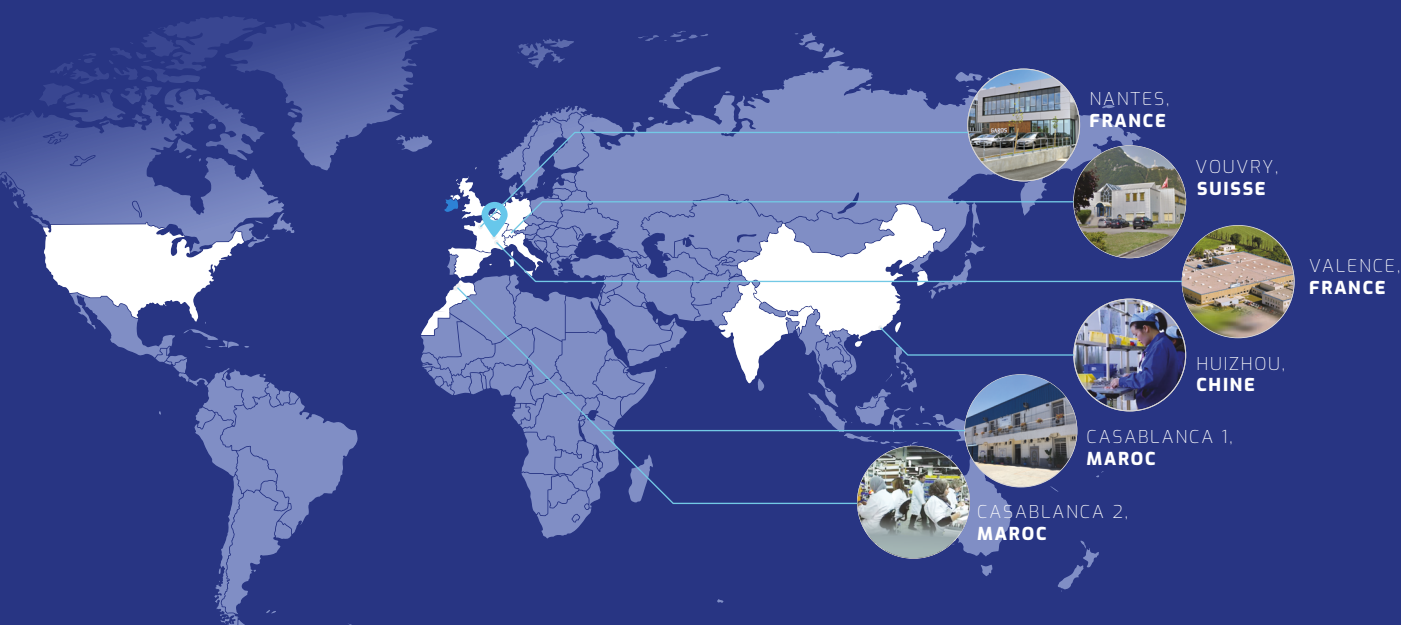 NANTES,
FRANCE
VOUVRY,
SUISSE
VALENCE,
FRANCE
HUIZHOU,
CHINE
CASABLANCA 1,
MAROC
CASABLANCA 2,
MAROC